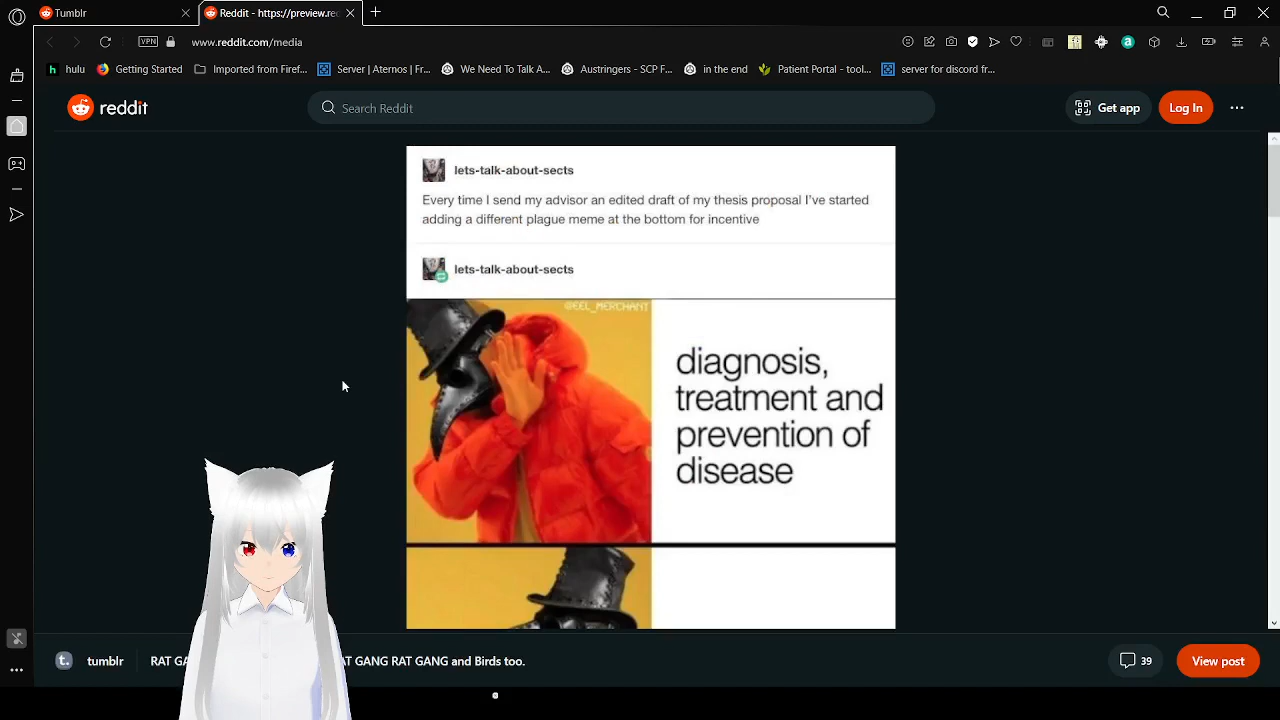 Tumblr
Reddit - https://preview.red
VPN
www.reddit.com/media
hulu
Getting Started
Imported from Firef...
Server | Aternos | Fr...
We Need To Talk A...
Austringers - SCP F...
in the end
Patient Portal - tool...
server for discord fr...
reddit
Search Reddit
Get app
Log In
lets-talk-about-sects
Every time I send my advisor an edited draft of my thesis proposal I've started
adding a different plague meme at the bottom for incentive
lets-talk-about-sects
@EEL_MERCHANT
diagnosis,
treatment and
prevention of
disease
tumblr
RAT GANG RAT GANG and Birds too.
39
View post